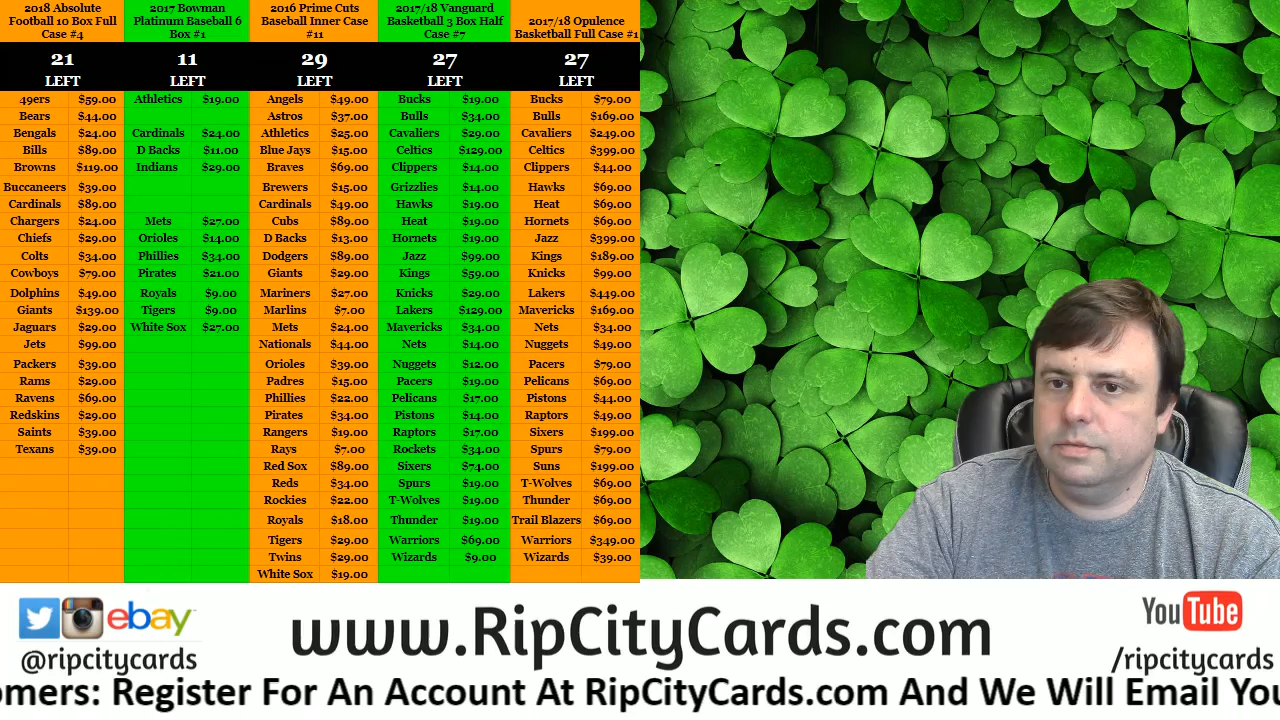 2018 Absolute
Football 10 Box Full
Case #4
21
LEFT
49ers $59.00
Bears $44.00
Bengals $24.00
Bills $89.00
Browns $119.00
Buccaneers $39.00
Cardinals $89.00
Chargers $24.00
Chiefs $29.00
Colts $34.00
Cowboys $79.00
Dolphins $49.00
Giants $139.00
Jaguars $29.00
Jets $99.00
Packers $39.00
Rams $29.00
Ravens $69.00
Redskins $29.00
Saints $39.00
Texans $39.00
2017 Bowman
Platinum Baseball 6
Box #1
11
LEFT
Athletics $19.00
Cardinals $24.00
D Backs $11.00
Indians $29.00
Mets $27.00
Orioles $14.00
Phillies $34.00
Pirates $21.00
Royals $9.00
Tigers $9.00
White Sox $27.00
2016 Prime Cuts
Baseball Inner Case
#11
29
LEFT
Angels $49.00
Astros $37.00
Athletics $25.00
Blue Jays $15.00
Braves $69.00
Brewers $15.00
Cardinals $49.00
Cubs $89.00
D Backs $13.00
Dodgers $89.00
Giants $29.00
Mariners $27.00
Marlins $7.00
Mets $24.00
Nationals $44.00
Orioles $39.00
Padres $15.00
Phillies $22.00
Pirates $34.00
Rangers $19.00
Rays $7.00
Red Sox $89.00
Reds $34.00
Rockies $22.00
Royals $18.00
Tigers $29.00
Twins $29.00
White Sox $19.00
2017/18 Vanguard
Basketball 3 Box Half
Case #7
27
LEFT
Bucks $19.00
Bulls $34.00
Cavaliers $29.00
Celtics $129.00
Clippers $14.00
Grizzlies $14.00
Hawks $19.00
Heat $19.00
Hornets $19.00
Jazz $99.00
Kings $59.00
Knicks $29.00
Lakers $129.00
Mavericks $34.00
Nets $14.00
Nuggets $12.00
Pacers $19.00
Pelicans $17.00
Pistons $14.00
Raptors $17.00
Rockets $34.00
Sixers $74.00
Spurs $19.00
T-Wolves $19.00
Thunder $19.00
Warriors $69.00
Wizards $9.00
2017/18 Opulence
Basketball Full Case #1
27
LEFT
Bucks $79.00
Bulls $169.00
Cavaliers $249.00
Celtics $399.00
Clippers $44.00
Hawks $69.00
Heat $69.00
Hornets $69.00
Jazz $399.00
Kings $189.00
Knicks $99.00
Lakers $449.00
Mavericks $169.00
Nets $34.00
Nuggets $49.00
Pacers $79.00
Pelicans $69.00
Pistons $44.00
Raptors $49.00
Sixers $199.00
Spurs $79.00
Suns $199.00
T-Wolves $69.00
Thunder $69.00
Trail Blazers $69.00
Warriors $349.00
Wizards $39.00
ebay
@ripcitycards
www.RipCityCards.com
You Tube
/ripcitycards
omers: Register For An Account At RipCityCards.com And We Will Email You